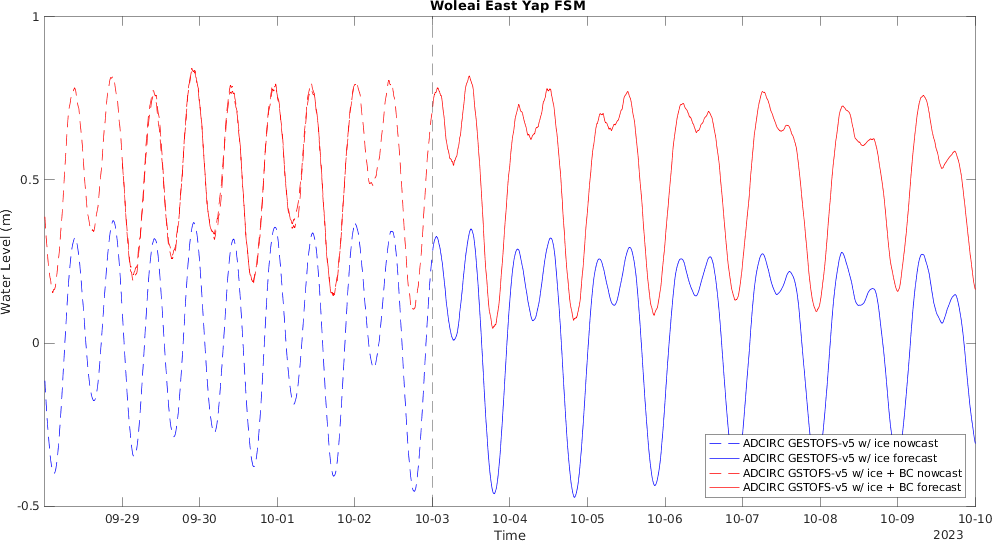 Woleai East Yap FSM
1
0.5
0
-0.5
Water Level (m)
09-29 09-30 10-01 10-02 10-03 10-04 10-05 10-06 10-07 10-08 10-09 10-10
Time
2023
ADCIRC GESTOFS-v5 w/ ice nowcast
ADCIRC GESTOFS-v5 w/ ice forecast
ADCIRC GSTOFS-v5 w/ ice + BC nowcast
ADCIRC GSTOFS-v5 w/ ice + BC forecast